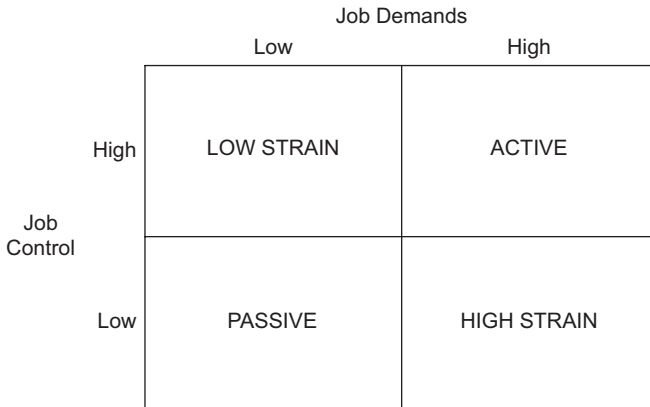 Job Demands
Low High
High LOW STRAIN ACTIVE
Job
Control
Low PASSIVE HIGH STRAIN